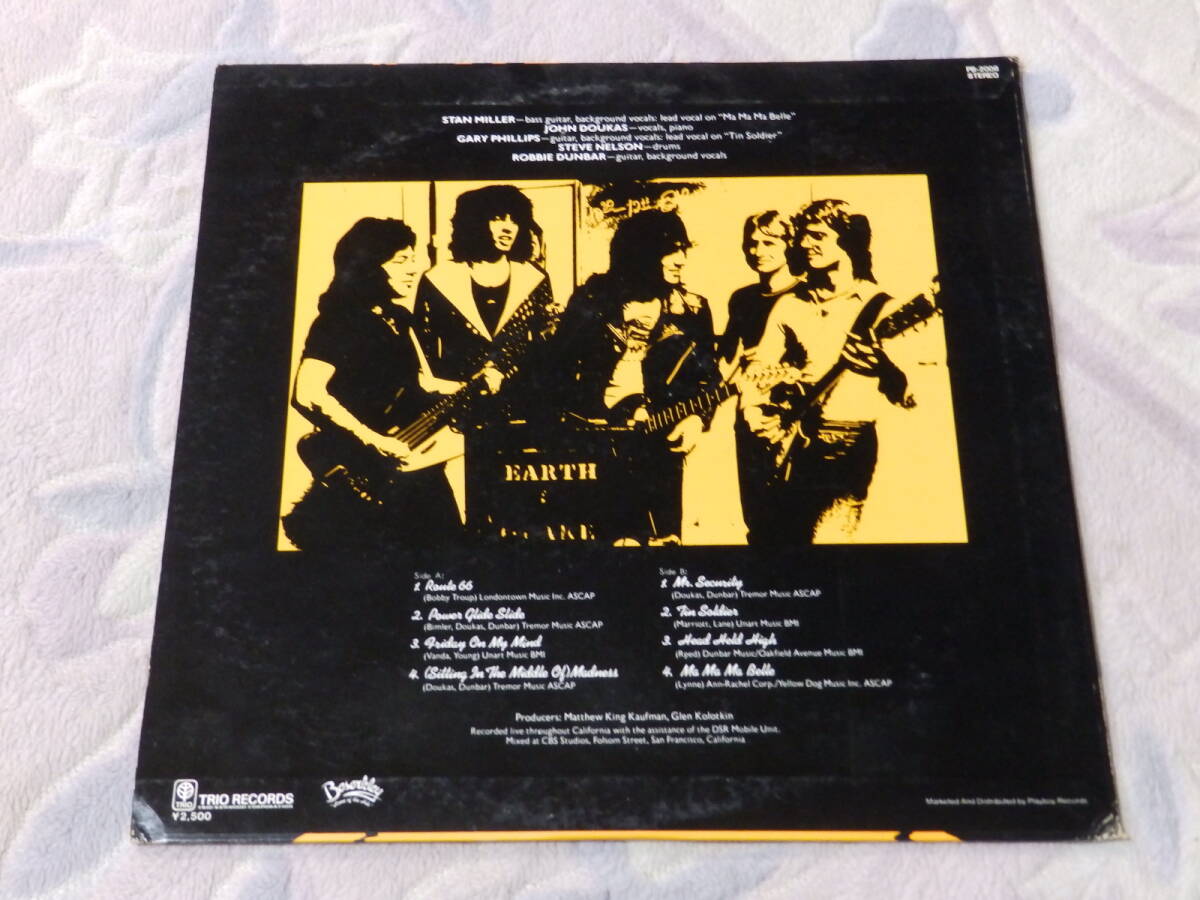 PB-2008
STEREO
STAN MILLER—bass guitar, background vocals: lead vocal on "Ma Ma Ma Belle"
JOHN DOUKAS—vocals, piano
GARY PHILLIPS—guitar, background vocals: lead vocal on "Tin Soldier"
STEVE NELSON—drums
ROBBIE DUNBAR—guitar, background vocals
EARTH
Side A:
1. Route 66
(Bobby Troup) Londontown Music Inc. ASCAP
2. Power Glide Slide
(Bimler, Doukas, Dunbar) Tremor Music ASCAP
3. Friday On My Mind
(Vanda, Young) Unart Music BMI
4. (Sitting In The Middle Of) Madness
(Doukas, Dunbar) Tremor Music ASCAP
Side B:
1. Mr. Security
(Doukas, Dunbar) Tremor Music ASCAP
2. Tin Soldier
(Marriott, Lane) Unart Music BMI
3. Head Held High
(Rped) Dunbar Music/Oakfield Avenue Music BMI
4. Ma Ma Ma Belle
(Lynne) Ann-Rachel Corp./Yellow Dog Music Inc. ASCAP
Producers: Matthew King Kaufman, Glen Kolotkin
Recorded live throughout California with the assistance of the DSR Mobile Unit.
Mixed at CBS Studios, Folsom Street, San Francisco, California
TRIO
TRIO RECORDS
TRIO-KENWOOD CORPORATION
¥2,500
Beserkley
Marketed And Distributed by Playboy Records